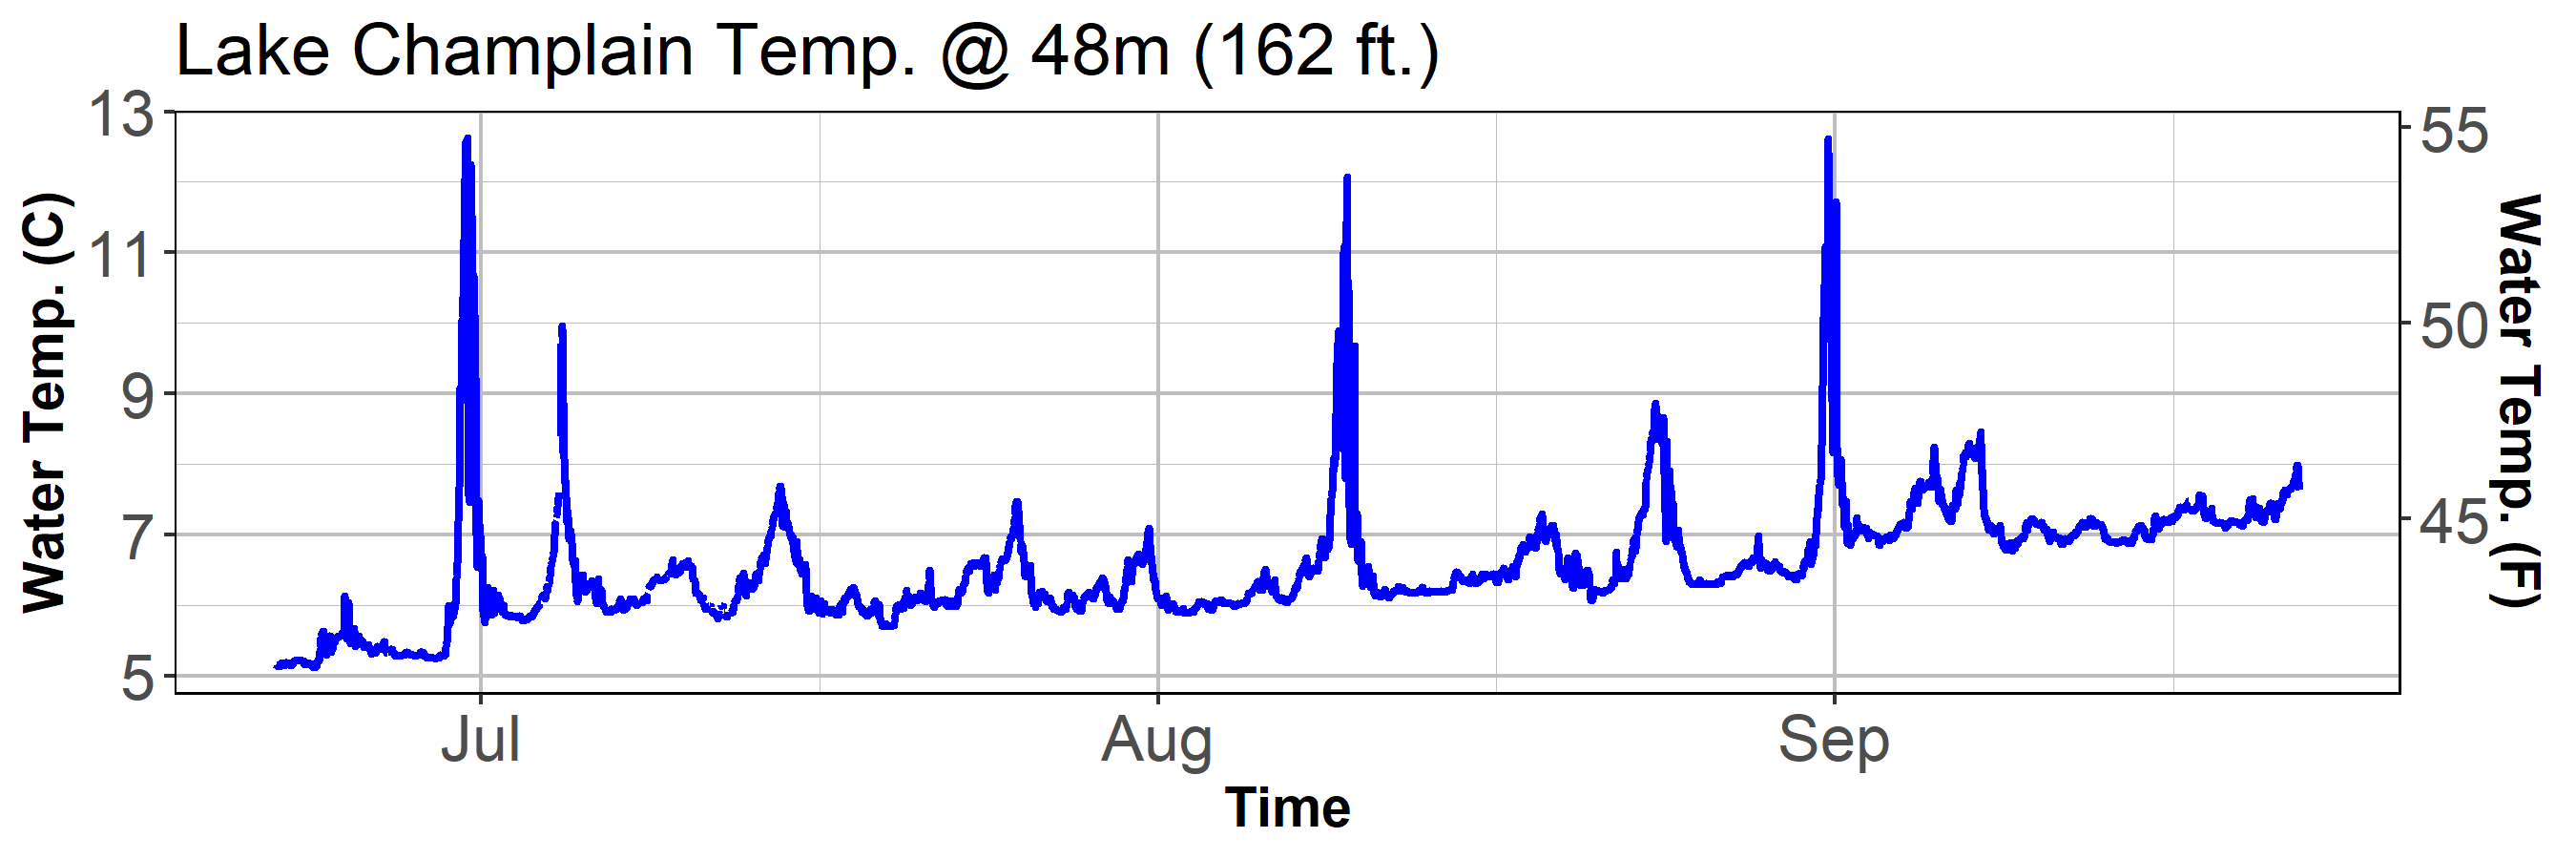 Lake Champlain Temp. @ 48m (162 ft.)
13
11
9
7
5
Water Temp. (C)
55
50
45
Water Temp. (F)
Jul Aug Sep
Time